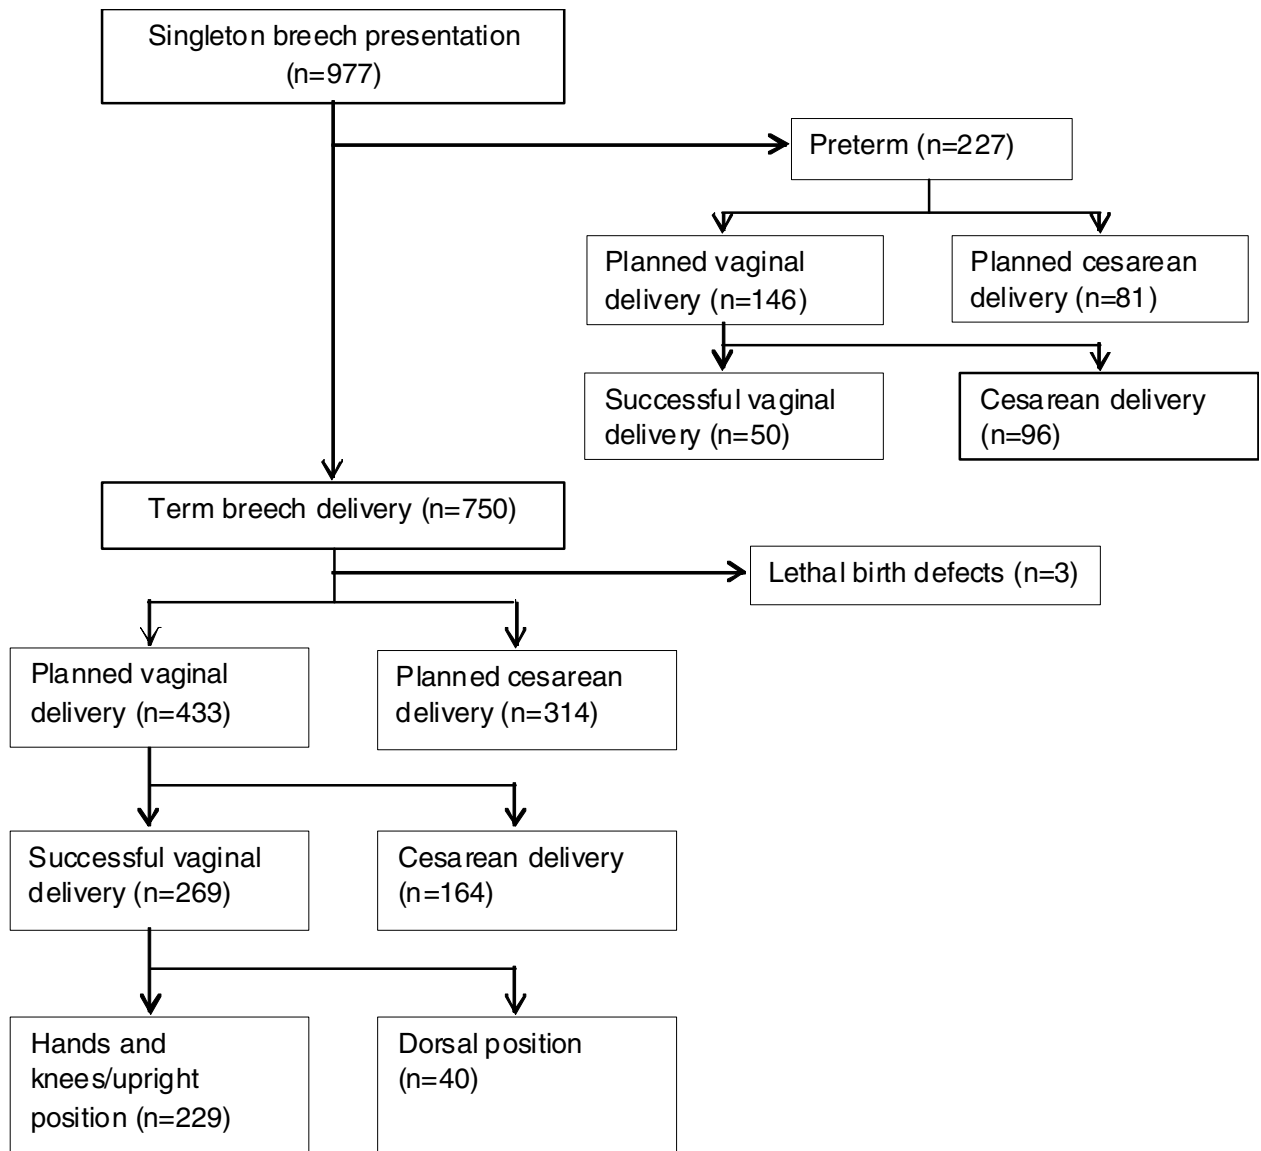 Singleton breech presentation
(n=977)
Preterm (n=227)
Planned vaginal
delivery (n=146)
Planned cesarean
delivery (n=81)
Successful vaginal
delivery (n=50)
Cesarean delivery
(n=96)
Term breech delivery (n=750)
Lethal birth defects (n=3)
Planned vaginal
delivery (n=433)
Planned cesarean
delivery (n=314)
Successful vaginal
delivery (n=269)
Cesarean delivery
(n=164)
Hands and
knees/upright
position (n=229)
Dorsal position
(n=40)